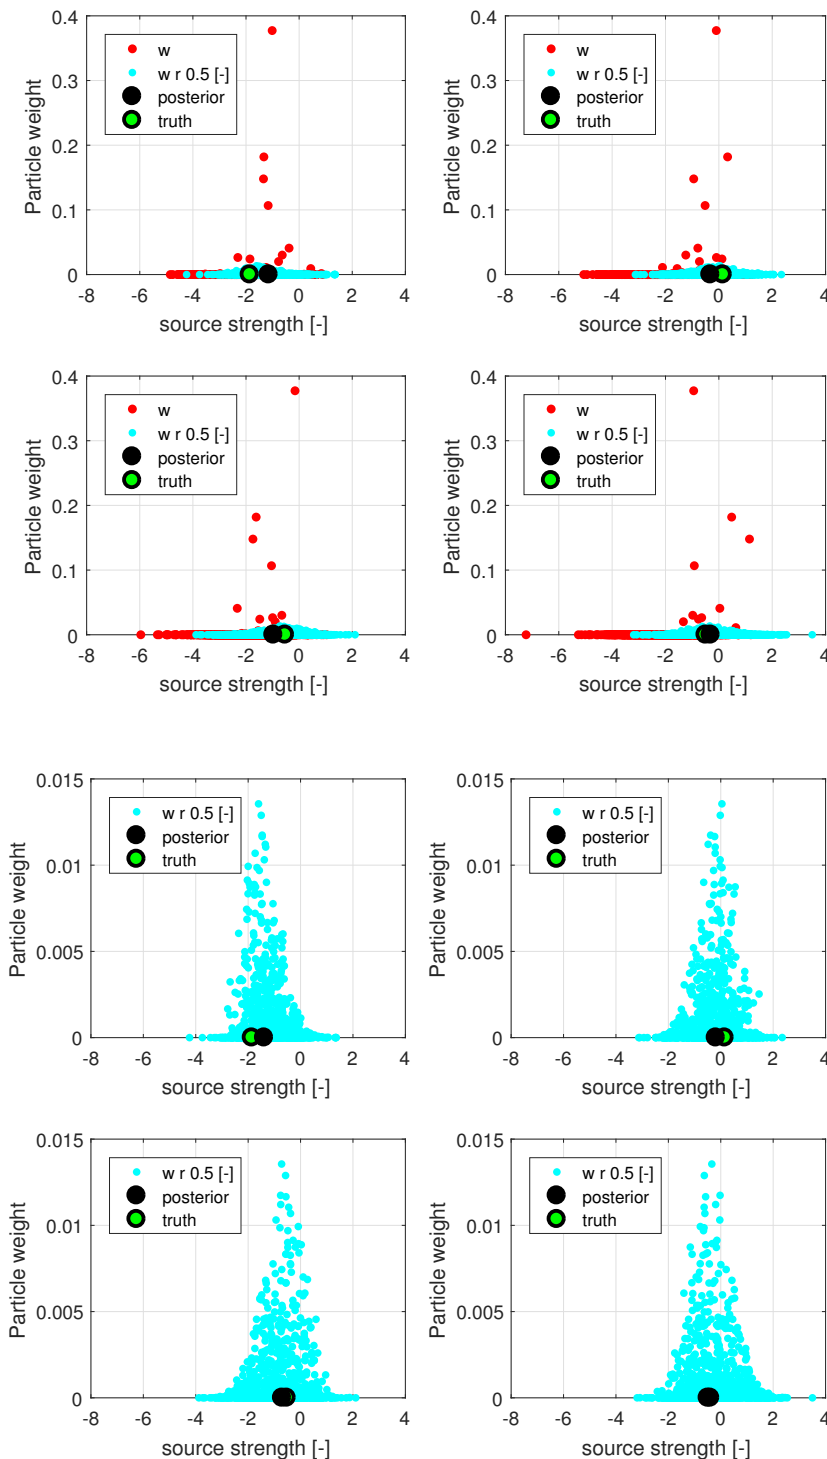 0.4
0.3
0.2
0.1
0
Particle weight
w
w r 0.5 [-]
posterior
truth
-8 -6 -4 -2 0 2 4
source strength [-]
0.4
0.3
0.2
0.1
0
Particle weight
w
w r 0.5 [-]
posterior
truth
-8 -6 -4 -2 0 2 4
source strength [-]
0.4
0.3
0.2
0.1
0
Particle weight
w
w r 0.5 [-]
posterior
truth
-8 -6 -4 -2 0 2 4
source strength [-]
0.4
0.3
0.2
0.1
0
Particle weight
w
w r 0.5 [-]
posterior
truth
-8 -6 -4 -2 0 2 4
source strength [-]
0.015
0.01
0.005
0
Particle weight
w r 0.5 [-]
posterior
truth
-8 -6 -4 -2 0 2 4
source strength [-]
0.015
0.01
0.005
0
Particle weight
w r 0.5 [-]
posterior
truth
-8 -6 -4 -2 0 2 4
source strength [-]
0.015
0.01
0.005
0
Particle weight
w r 0.5 [-]
posterior
truth
-8 -6 -4 -2 0 2 4
source strength [-]
0.015
0.01
0.005
0
Particle weight
w r 0.5 [-]
posterior
truth
-8 -6 -4 -2 0 2 4
source strength [-]